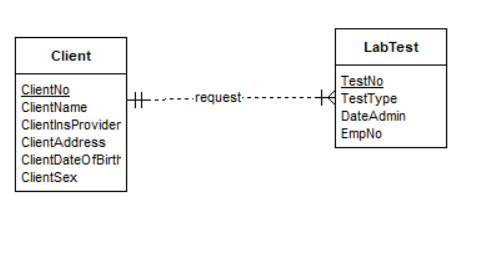 Client
ClientNo
ClientName
ClientInsProvider
ClientAddress
ClientDateOfBirth
ClientSex
request
LabTest
TestNo
TestType
DateAdmin
EmpNo